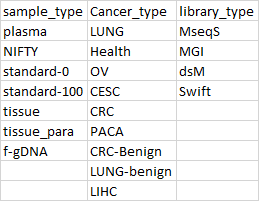 sample_type Cancer_type library_type
plasma LUNG MseqS
NIFTY Health MGI
standard-0 OV dsM
standard-100 CESC Swift
tissue CRC
tissue_para PACA
f-gDNA CRC-Benign
LUNG-benign
LIHC